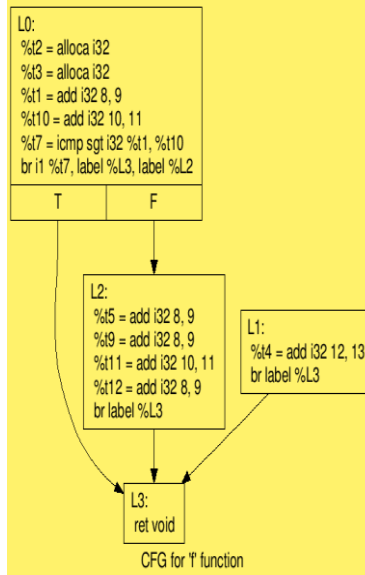 L0:
%t2 = alloca i32
%t3 = alloca i32
%t1 = add i32 8, 9
%t10 = add i32 10, 11
%t7 = icmp sgt i32 %t1, %t10
br i1 %t7, label %L3, label %L2
T F
L2:
%t5 = add i32 8, 9
%t9 = add i32 8, 9
%t11 = add i32 10, 11
%t12 = add i32 8, 9
br label %L3
L1:
%t4 = add i32 12, 13
br label %L3
L3:
ret void
CFG for 'f' function